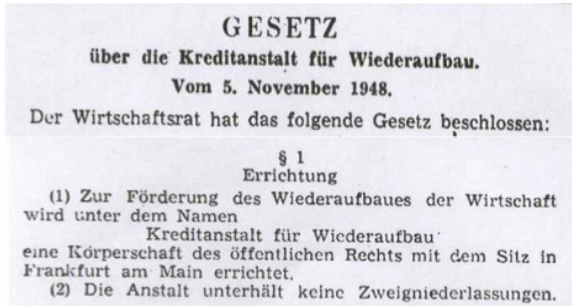 GESETZ
über die Kreditanstalt für Wiederaufbau.
Vom 5. November 1948.
Der Wirtschaftsrat hat das folgende Gesetz beschlossen:
§ 1
Errichtung
(1) Zur Förderung des Wiederaufbaues der Wirtschaft
wird unter dem Namen
Kreditanstalt für Wiederaufbau
eine Körperschaft des öffentlichen Rechts mit dem Sitz in
Frankfurt am Main errichtet.
(2) Die Anstalt unterhält keine Zweigniederlassungen.